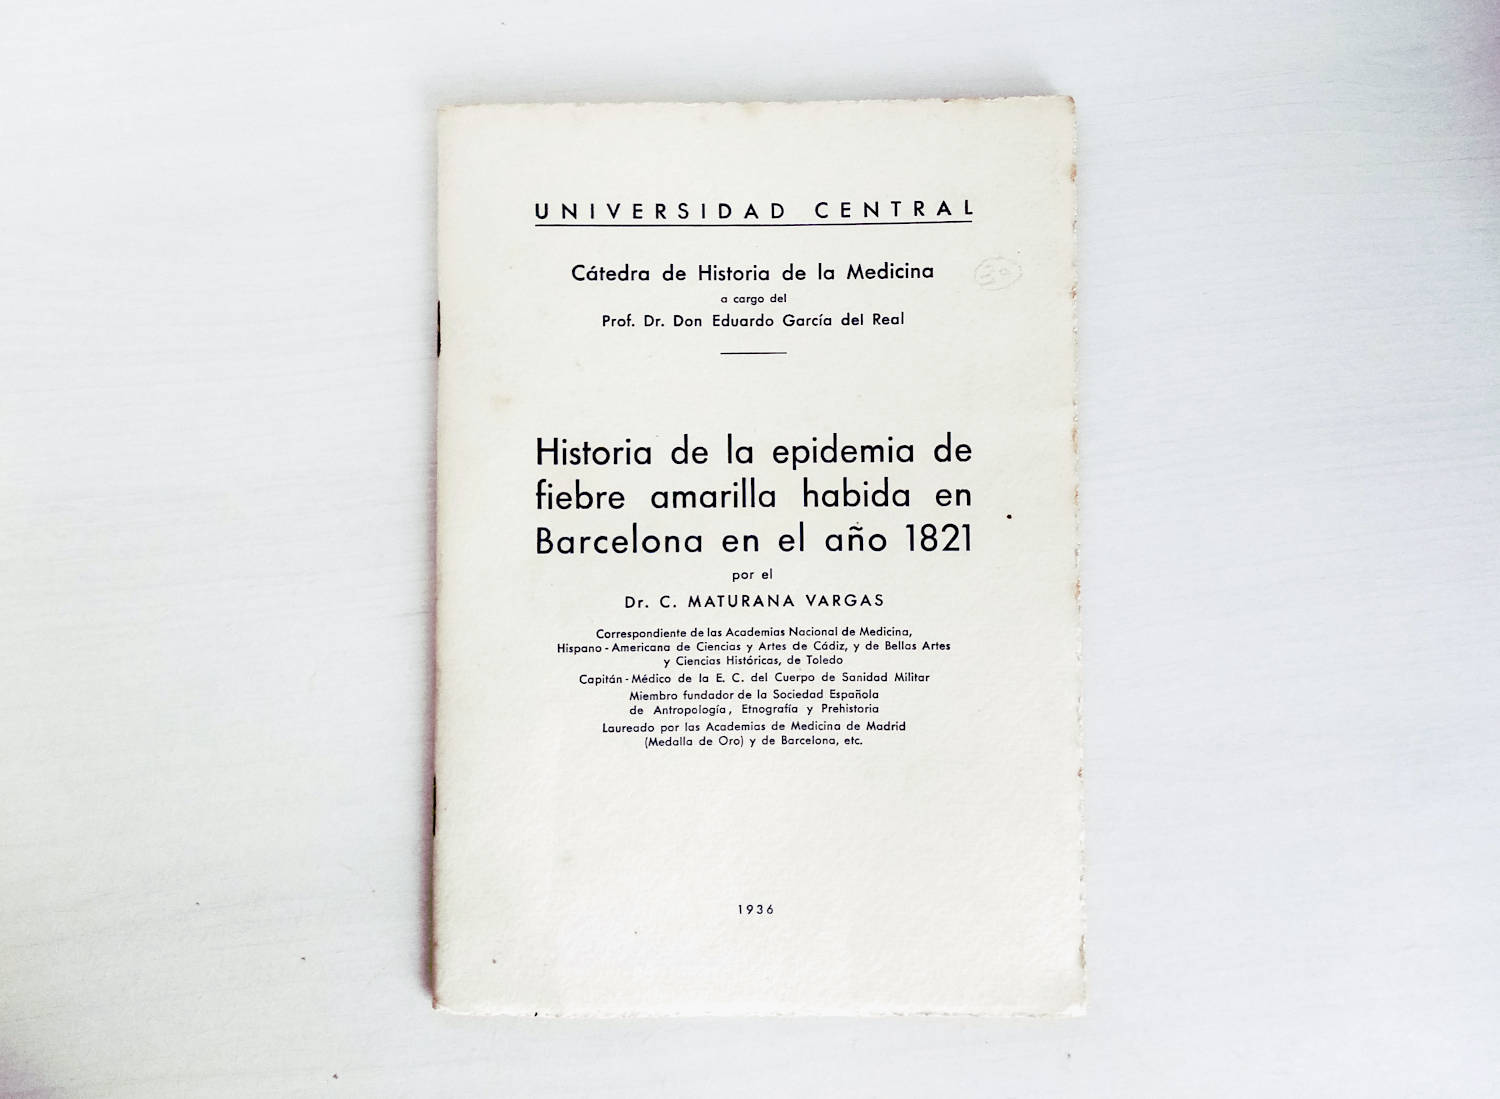 UNIVERSIDAD CENTRAL
Cátedra de Historia de la Medicina
a cargo del
Prof. Dr. Don Eduardo García del Real
Historia de la epidemia de
fiebre amarilla habida en
Barcelona en el año 1821
por el
Dr. C. MATURANA VARGAS
Correspondiente de las Academias Nacional de Medicina,
Hispano-Americana de Ciencias y Artes de Cádiz, y de Bellas Artes
y Ciencias Históricas, de Toledo
Capitán-Médico de la E. C. del Cuerpo de Sanidad Militar
Miembro fundador de la Sociedad Española
de Antropología, Etnografía y Prehistoria
Laureado por las Academias de Medicina de Madrid
(Medalla de Oro) y de Barcelona, etc.
1936